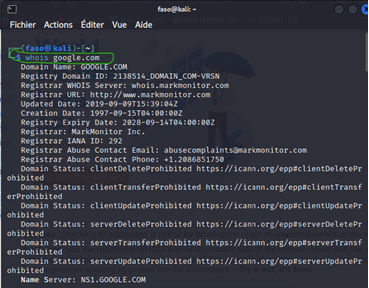 faso@kali: ~
Fichier Actions Éditer Vue Aide
(faso㉿kali)-[~]
$ whois google.com
Domain Name: GOOGLE.COM
Registry Domain ID: 2138514_DOMAIN_COM-VRSN
Registrar WHOIS Server: whois.markmonitor.com
Registrar URL: http://www.markmonitor.com
Updated Date: 2019-09-09T15:39:04Z
Creation Date: 1997-09-15T04:00:00Z
Registry Expiry Date: 2028-09-14T04:00:00Z
Registrar: MarkMonitor Inc.
Registrar IANA ID: 292
Registrar Abuse Contact Email: abusecomplaints@markmonitor.com
Registrar Abuse Contact Phone: +1.2086851750
Domain Status: clientDeleteProhibited https://icann.org/epp#clientDeletePr
ohibited
Domain Status: clientTransferProhibited https://icann.org/epp#clientTransf
erProhibited
Domain Status: clientUpdateProhibited https://icann.org/epp#clientUpdatePr
ohibited
Domain Status: serverDeleteProhibited https://icann.org/epp#serverDeletePr
ohibited
Domain Status: serverTransferProhibited https://icann.org/epp#serverTransf
erProhibited
Domain Status: serverUpdateProhibited https://icann.org/epp#serverUpdatePr
ohibited
Name Server: NS1.GOOGLE.COM